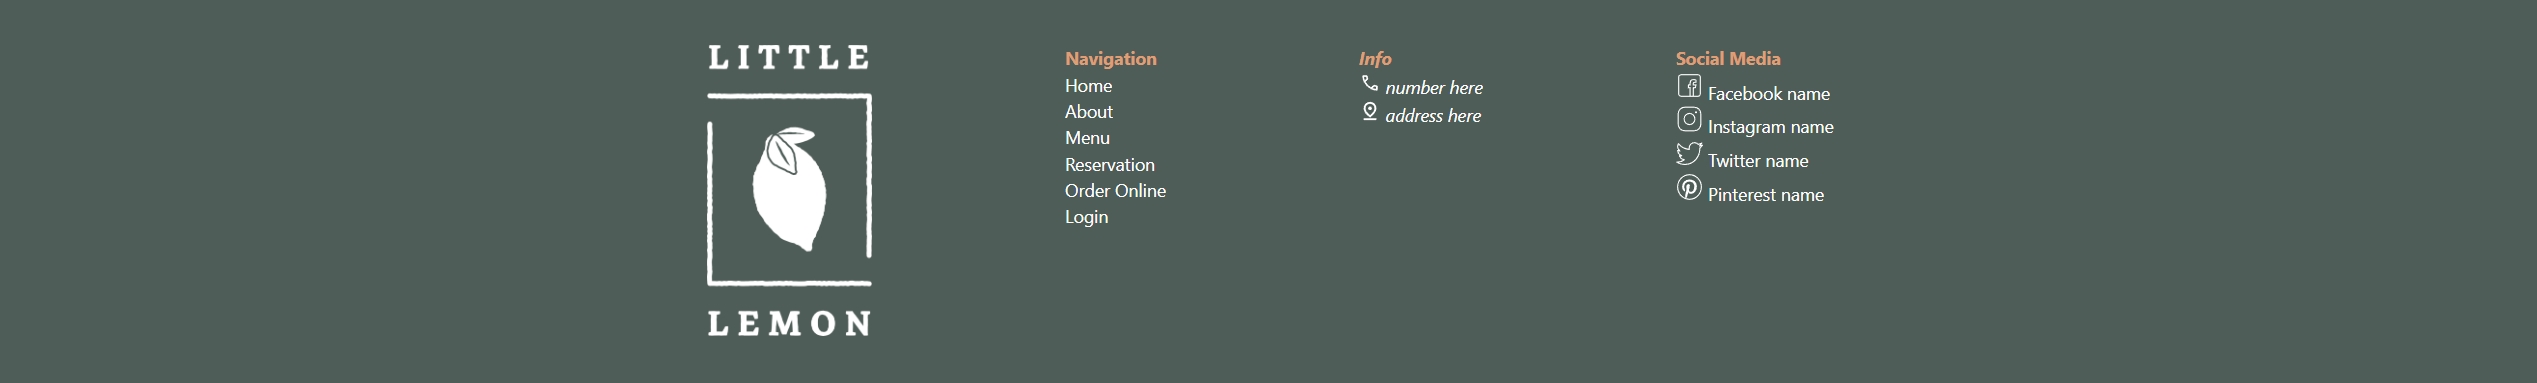 LITTLE
LEMON
Navigation
Home
About
Menu
Reservation
Order Online
Login
Info
number here
address here
Social Media
Facebook name
Instagram name
Twitter name
Pinterest name